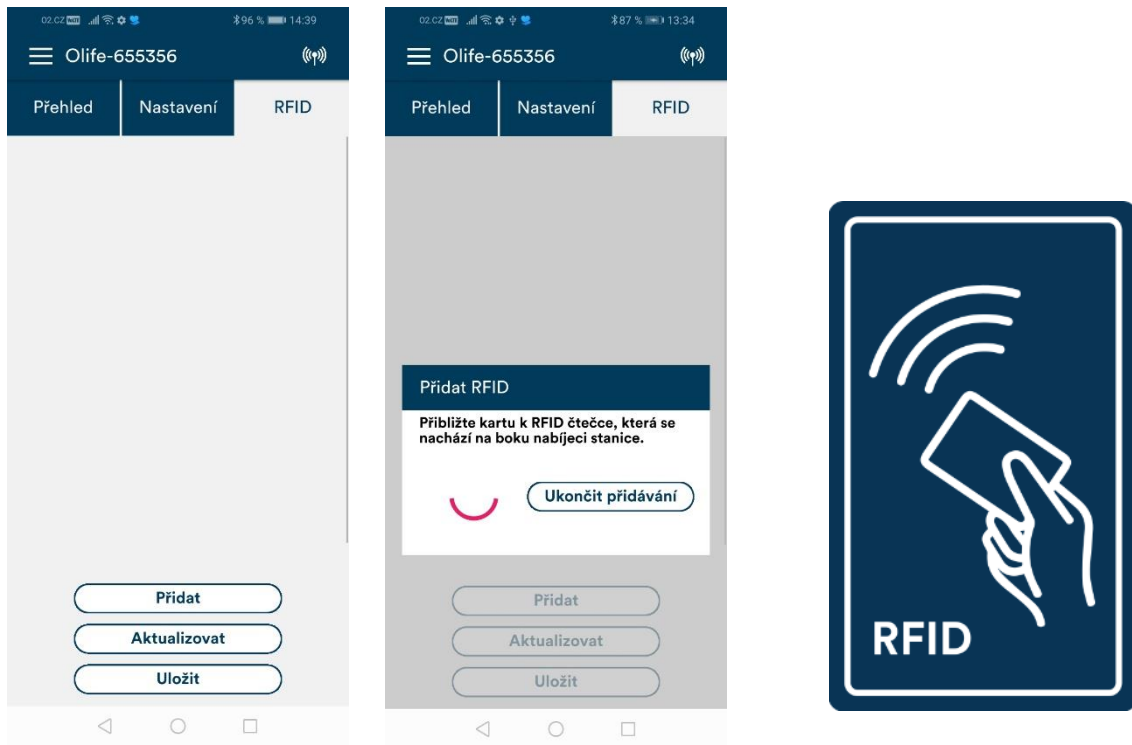 02.CZ 96 % 14:39
Olife-655356
Přehled Nastavení RFID
Přidat
Aktualizovat
Uložit
02.CZ 87 % 13:34
Olife-655356
Přehled Nastavení RFID
Přidat RFID
Přibližte kartu k RFID čtečce, která se
nachází na boku nabíjeci stanice.
Ukončit přidávání
Přidat
Aktualizovat
Uložit
RFID